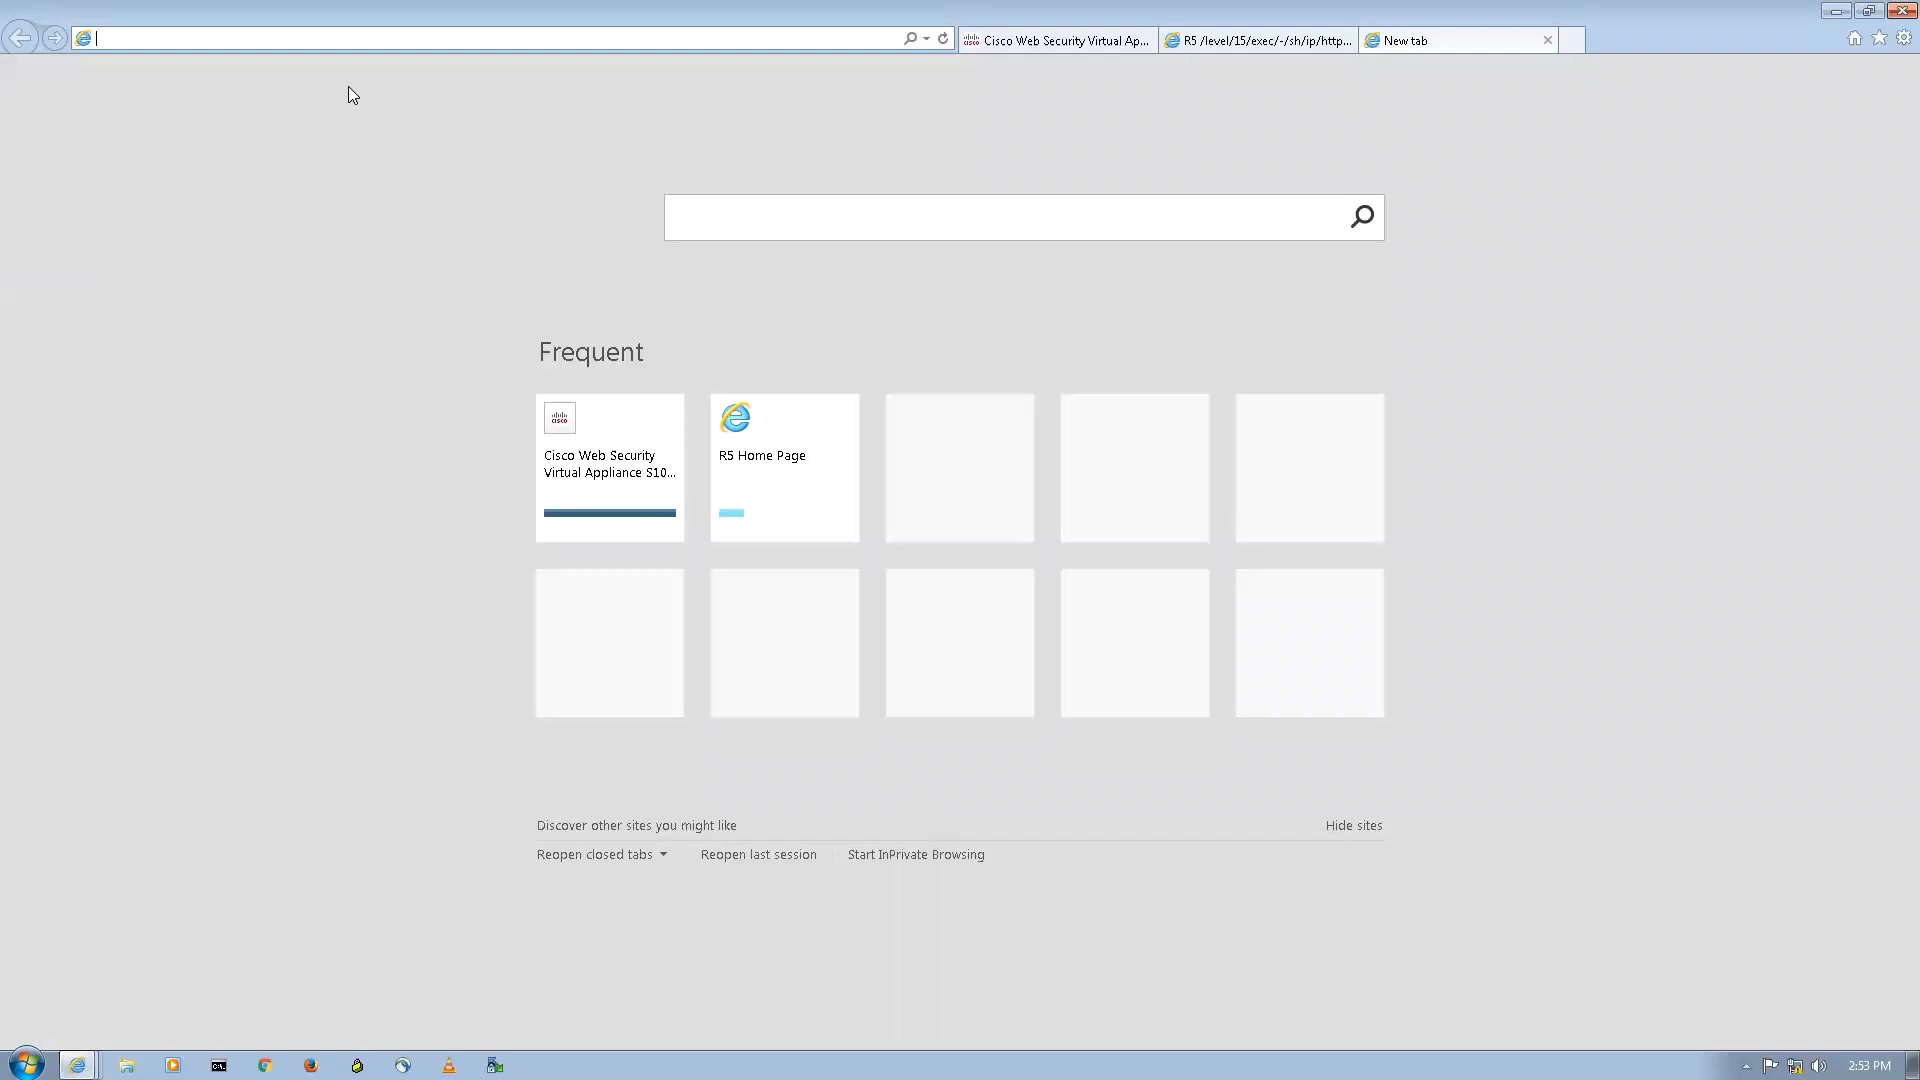 Cisco Web Security Virtual Ap...
R5 /level/15/exec/-/sh/ip/http...
New tab
Frequent
cisco
Cisco Web Security
Virtual Appliance S10...
R5 Home Page
Discover other sites you might like
Hide sites
Reopen closed tabs
Reopen last session
Start InPrivate Browsing
2:53 PM